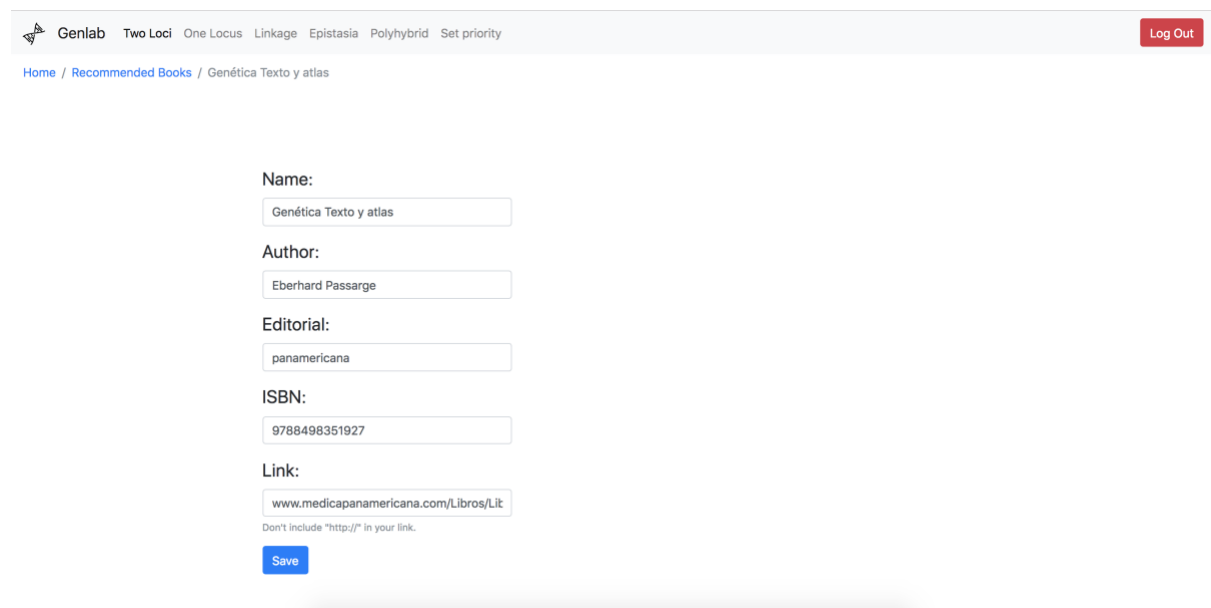 Genlab Two Loci One Locus Linkage Epistasia Polyhybrid Set priority Log Out
Home / Recommended Books / Genética Texto y atlas
Name:
Genética Texto y atlas
Author:
Eberhard Passarge
Editorial:
panamericana
ISBN:
9788498351927
Link:
www.medicapanamericana.com/Libros/Lib
Don't include "http://" in your link.
Save